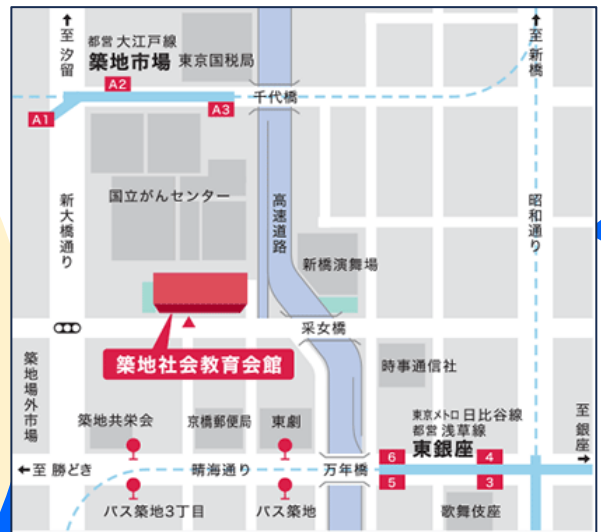 至 汐留
都営 大江戸線
築地市場
東京国税局
至 新橋
A2
A1
A3
千代橋
国立がんセンター
新大橋通り
高速道路
昭和通り
新橋演舞場
采女橋
築地社会教育会館
築地場外市場
時事通信社
築地共栄会
京橋郵便局
東劇
東京メトロ 日比谷線
都営 浅草線
東銀座
至 銀座
至 勝どき
晴海通り
万年橋
6
4
5
3
バス築地3丁目
バス築地
歌舞伎座